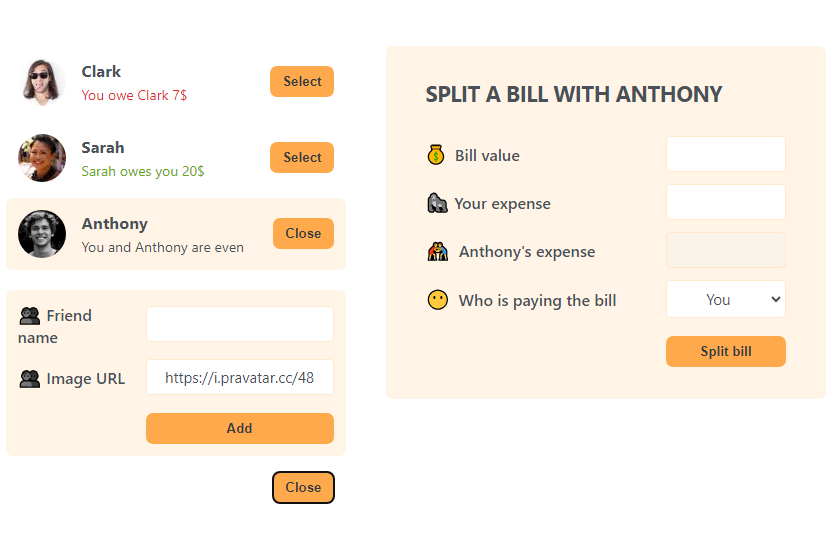 Clark
You owe Clark 7$
Select
Sarah
Sarah owes you 20$
Select
Anthony
You and Anthony are even
Close
Friend
name
Image URL
https://i.pravatar.cc/48
Add
Close
SPLIT A BILL WITH ANTHONY
Bill value
Your expense
Anthony's expense
Who is paying the bill
You
Split bill